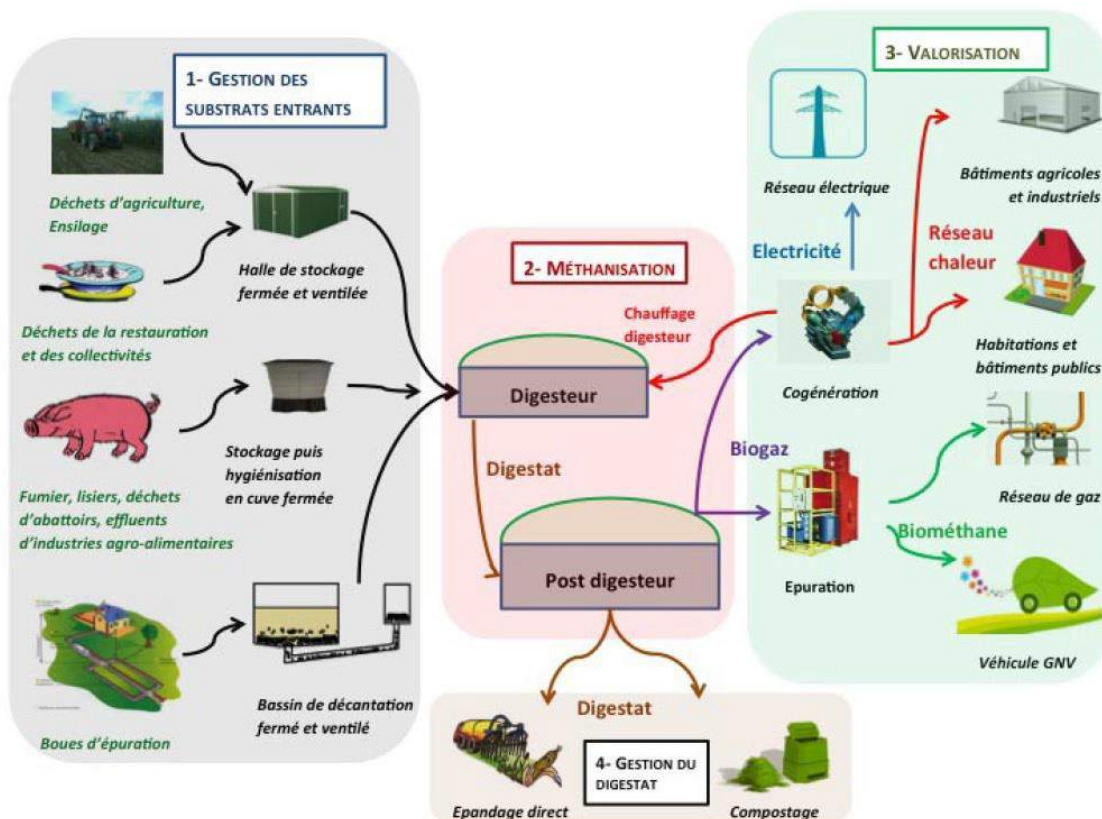 1- GESTION DES
SUBSTRATS ENTRANTS
Déchets d'agriculture,
Ensilage
Halle de stockage
fermée et ventilée
Déchets de la restauration
et des collectivités
Stockage puis
hygiénisation
en cuve fermée
Fumier, lisiers, déchets
d'abattoirs, effluents
d'industries agro-alimentaires
Bassin de décantation
fermé et ventilé
Boues d'épuration
2- MÉTHANISATION
Chauffage
digesteur
Digesteur
Digestat
Post digesteur
3- VALORISATION
Réseau électrique
Bâtiments agricoles
et industriels
Electricité
Réseau
chaleur
Cogénération
Habitations et
bâtiments publics
Biogaz
Réseau de gaz
Biométhane
Epuration
Véhicule GNV
Digestat
4- GESTION DU
DIGESTAT
Epandage direct
Compostage